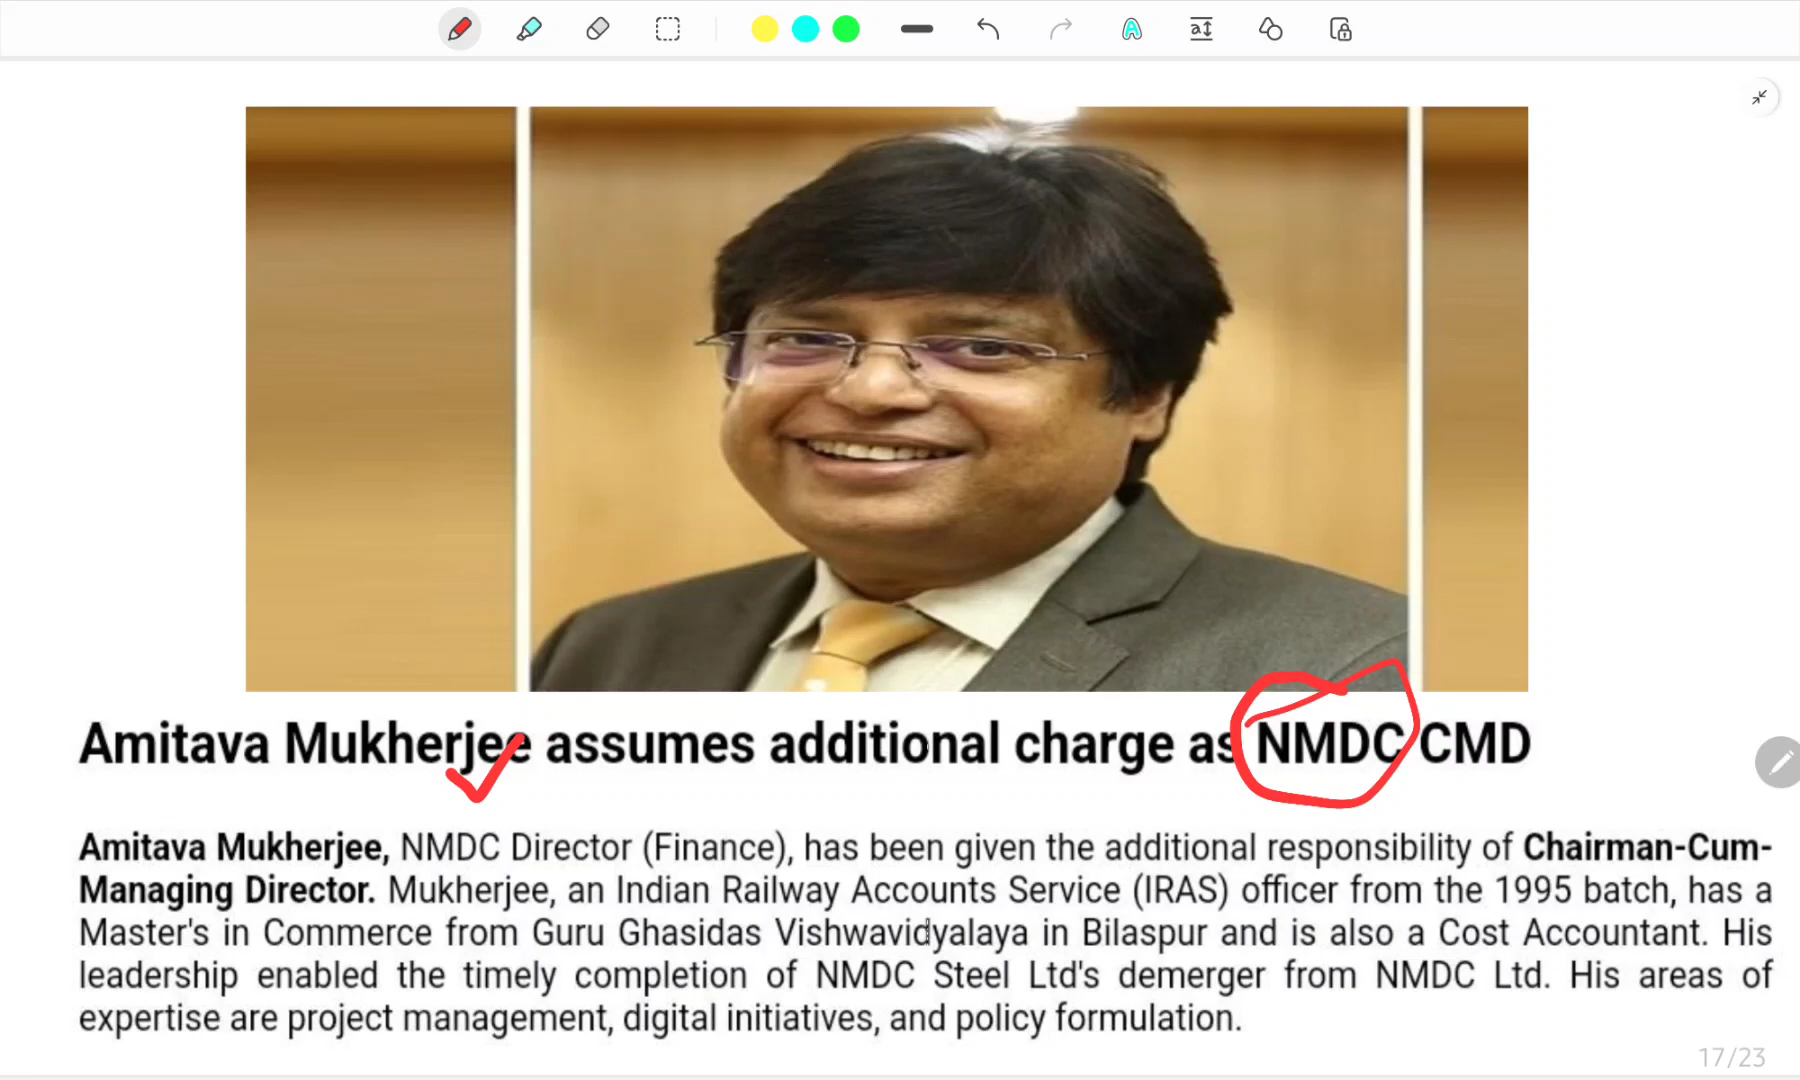 Amitava Mukherjee assumes additional charge as NMDC CMD
Amitava Mukherjee, NMDC Director (Finance), has been given the additional responsibility of Chairman-Cum-
Managing Director. Mukherjee, an Indian Railway Accounts Service (IRAS) officer from the 1995 batch, has a
Master's in Commerce from Guru Ghasidas Vishwavidyalaya in Bilaspur and is also a Cost Accountant. His
leadership enabled the timely completion of NMDC Steel Ltd's demerger from NMDC Ltd. His areas of
expertise are project management, digital initiatives, and policy formulation.
17/23